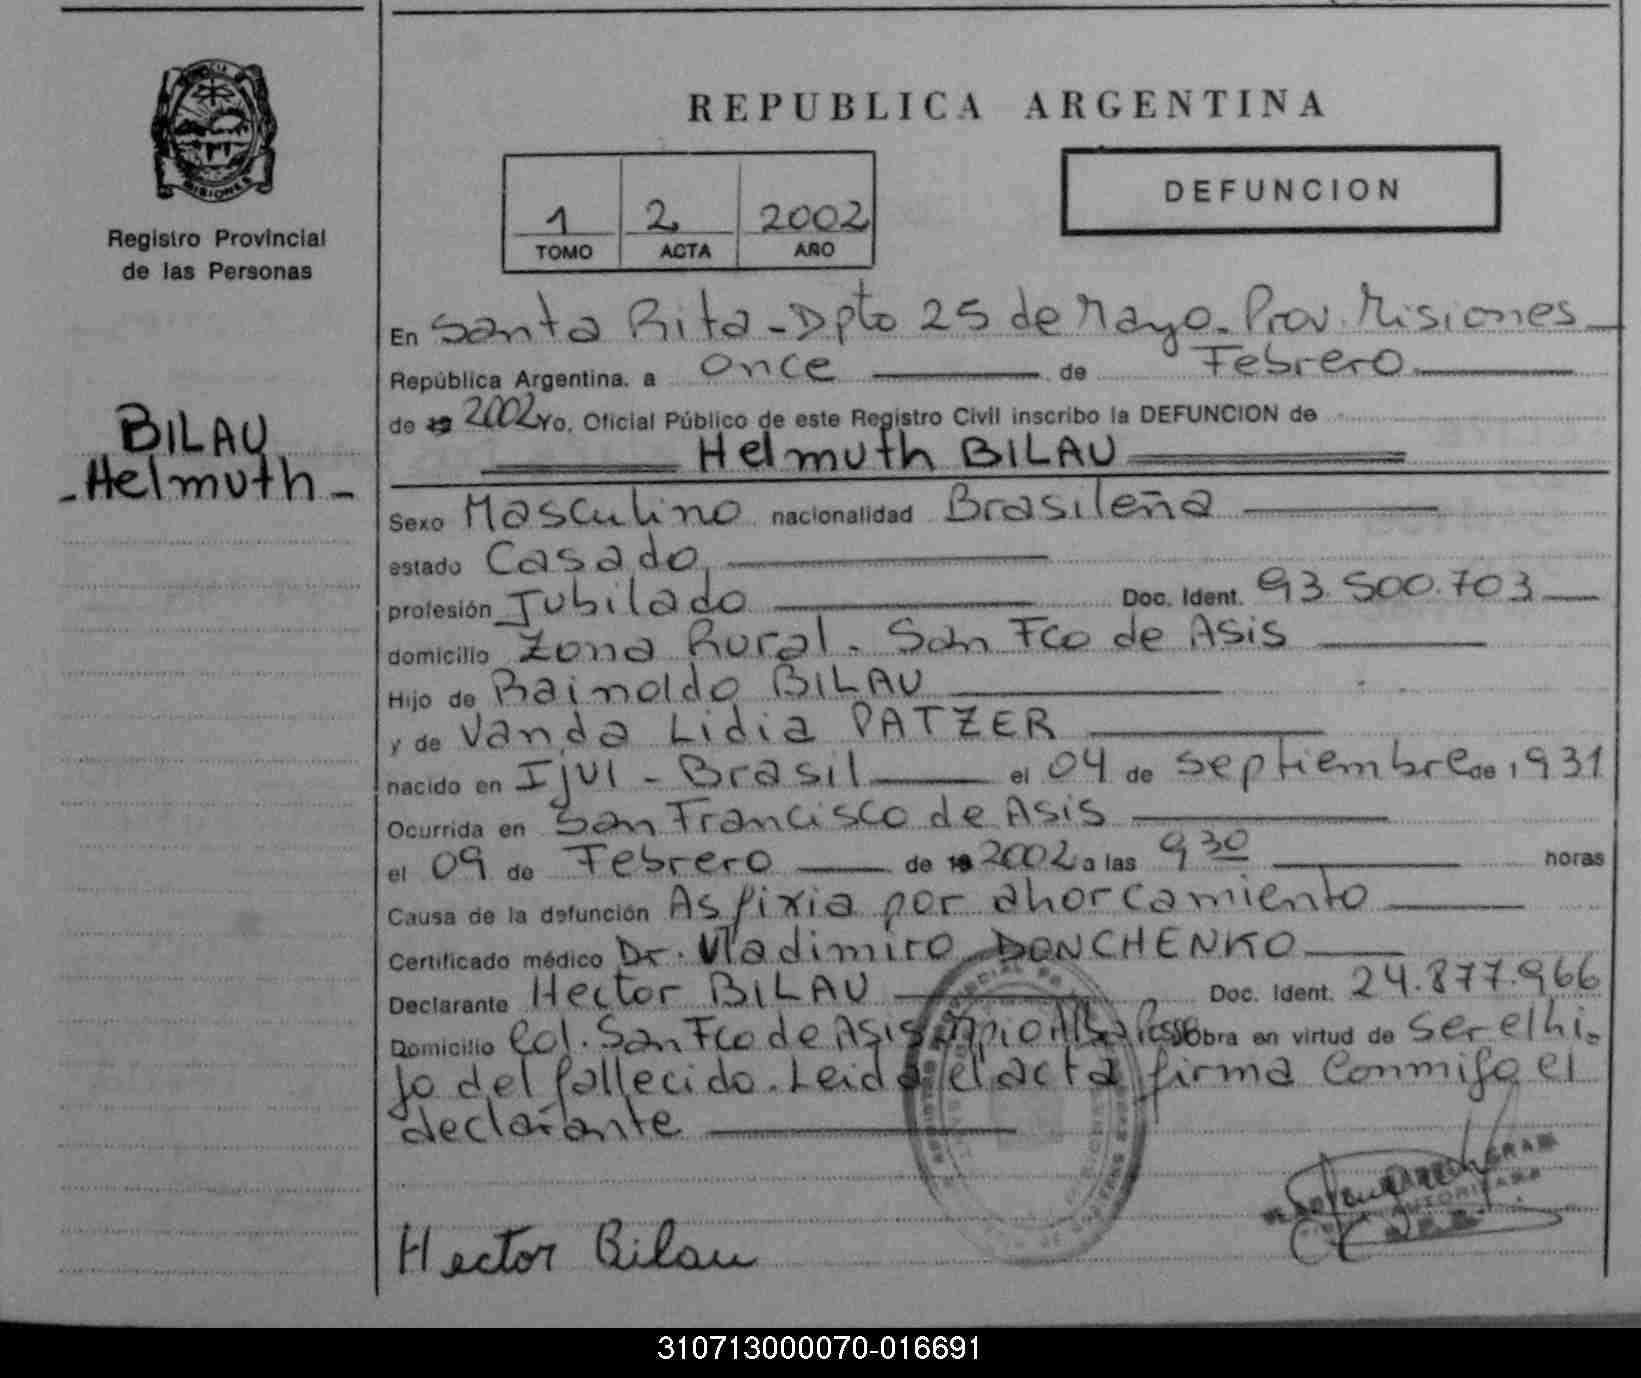 REPUBLICA ARGENTINA
MISIONES
Registro Provincial
de las Personas
1 2 2002
TOMO ACTA AÑO
DEFUNCION
BILAU
-Helmuth-
En Santa Rita - Dpto 25 de Mayo. Prov. Misiones
República Argentina, a once de Febrero
de 19 2002 Yo, Oficial Público de este Registro Civil inscribo la DEFUNCION de
Helmuth BILAU
Sexo Masculino nacionalidad Brasileña
estado Casado
profesión Jubilado Doc. Ident. 93.500.703
domicilio Zona Rural. San Fco de Asis
Hijo de Rainoldo BILAU
y de Vanda Lidia PATZER
nacido en Ijui - Brasil el 04 de septiembre de 1931
Ocurrida en San Francisco de Asis
el 09 de Febrero de 19 2002 a las 9 30 horas
Causa de la defunción Asfixia por ahorcamiento
Certificado médico Dr. Vladimiro DONCHENKO
Declarante Hector BILAU Doc. Ident. 24.877.966
Domicilio Col. San Fco de Asis Obra en virtud de ser el hi-
jo del fallecido. Leida el acta firma conmigo el
declarante
Hector Bilau
310713000070-016691